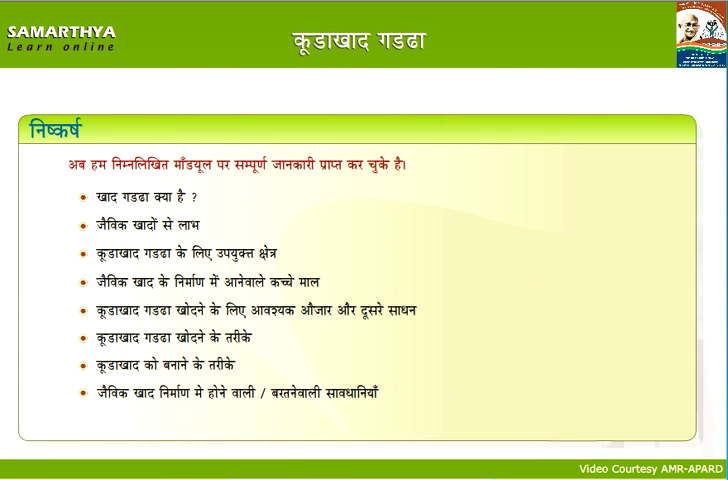 SAMARTHYA
Learn online
कूडाखाद गडढा
निष्कर्ष
अब हम निम्नलिखित माँडयूल पर सम्पूर्ण जानकारी प्राप्त कर चुके है।
खाद गडढा क्या है ?
जैविक खादों से लाभ
कूडाखाद गडढा के लिए उपयुक्त क्षेत्र
जैविक खाद के निर्माण में आनेवाले कच्चे माल
कूडाखाद गडढा खोदने के लिए आवश्यक औजार और दूसरे साधन
कूडाखाद गडढा खोदने के तरीके
कूडाखाद को बनाने के तरीके
जैविक खाद निर्माण मे होने वाली / बरतनेवाली सावधानियाँ
Video Courtesy AMR-APARD